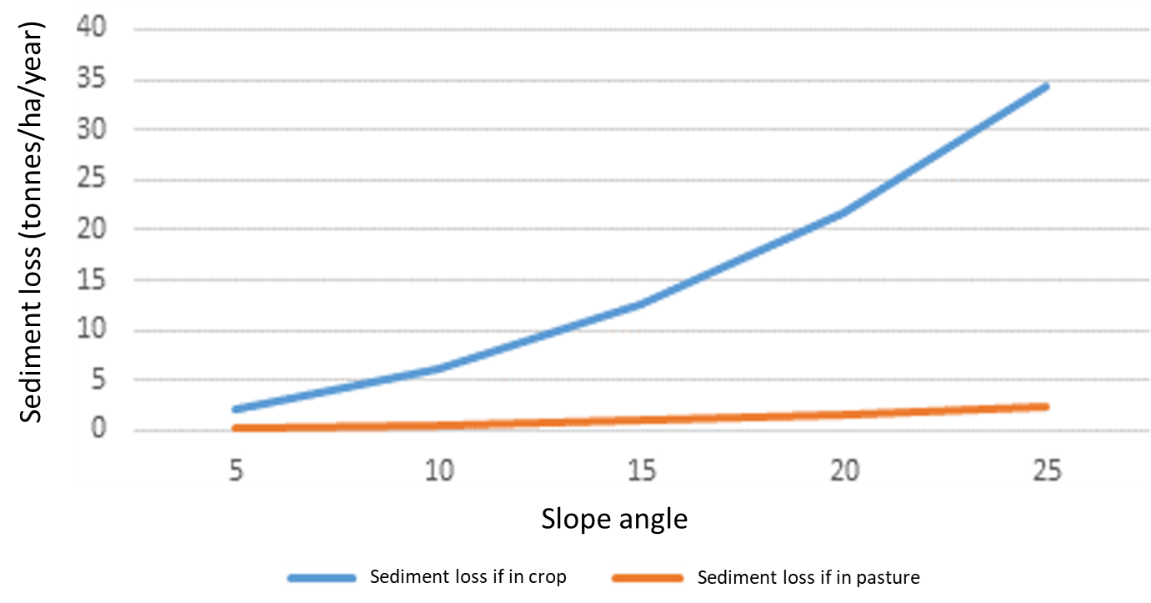 Sediment loss (tonnes/ha/year)
40
35
30
25
20
15
10
5
0
5 10 15 20 25
Slope angle
Sediment loss if in crop Sediment loss if in pasture